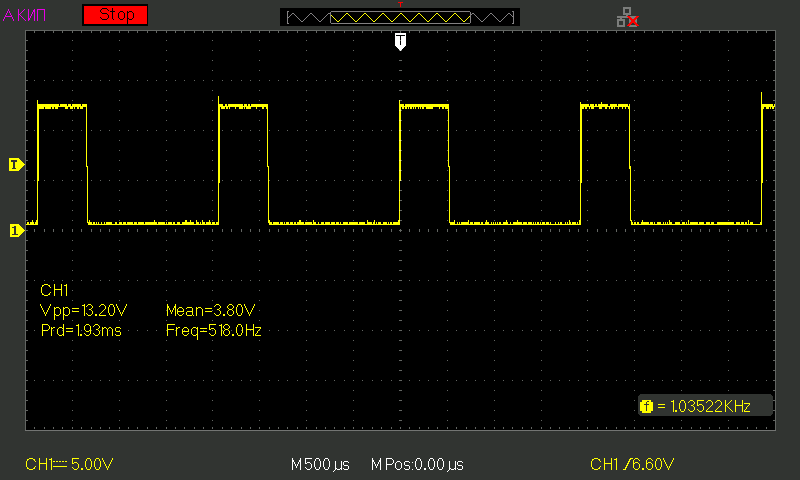 АКИП Stop
T
T
T
1
CH1
Vpp=13.20V Mean=3.80V
Prd=1.93ms Freq=518.0Hz
f = 1.03522KHz
CH1 5.00V M 500µs M Pos:0.00µs CH1 / 6.60V